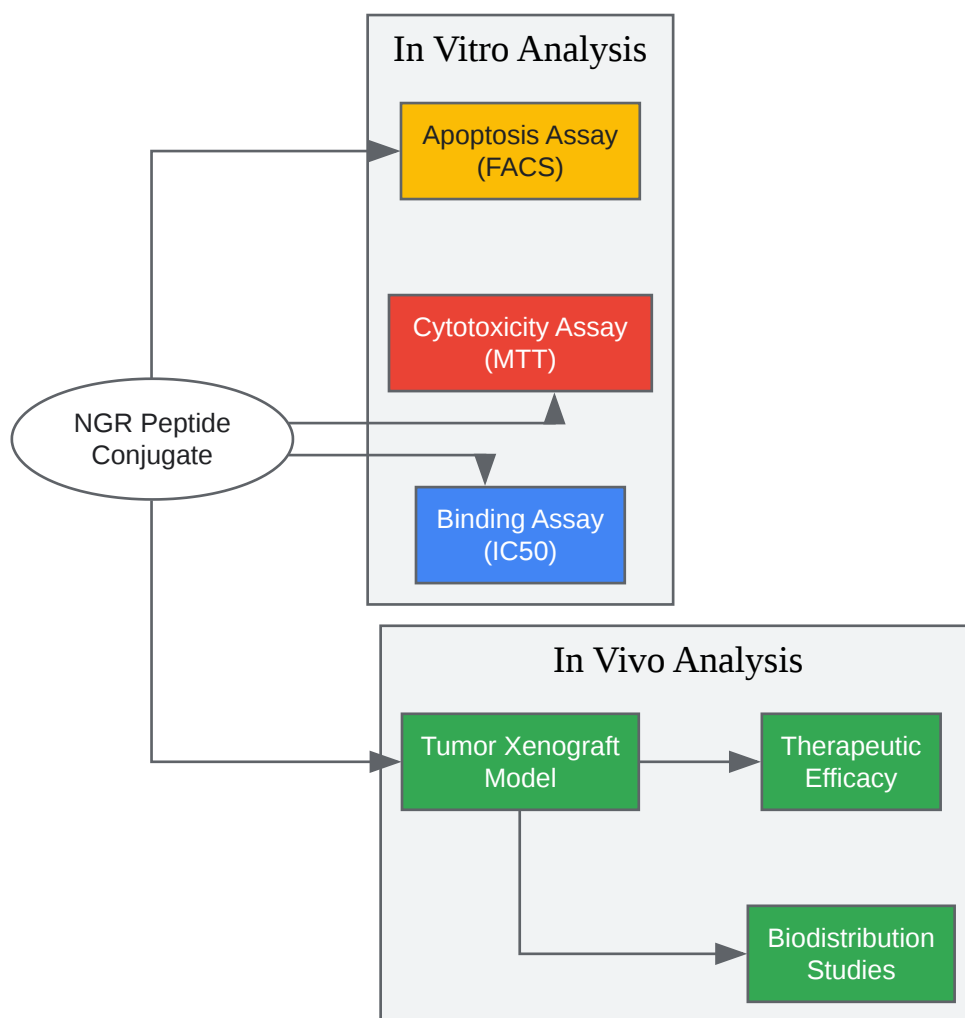 In Vitro Analysis
Apoptosis Assay
(FACS)
Cytotoxicity Assay
(MTT)
NGR Peptide
Conjugate
Binding Assay
(IC50)
In Vivo Analysis
Tumor Xenograft
Model
Therapeutic
Efficacy
Biodistribution
Studies